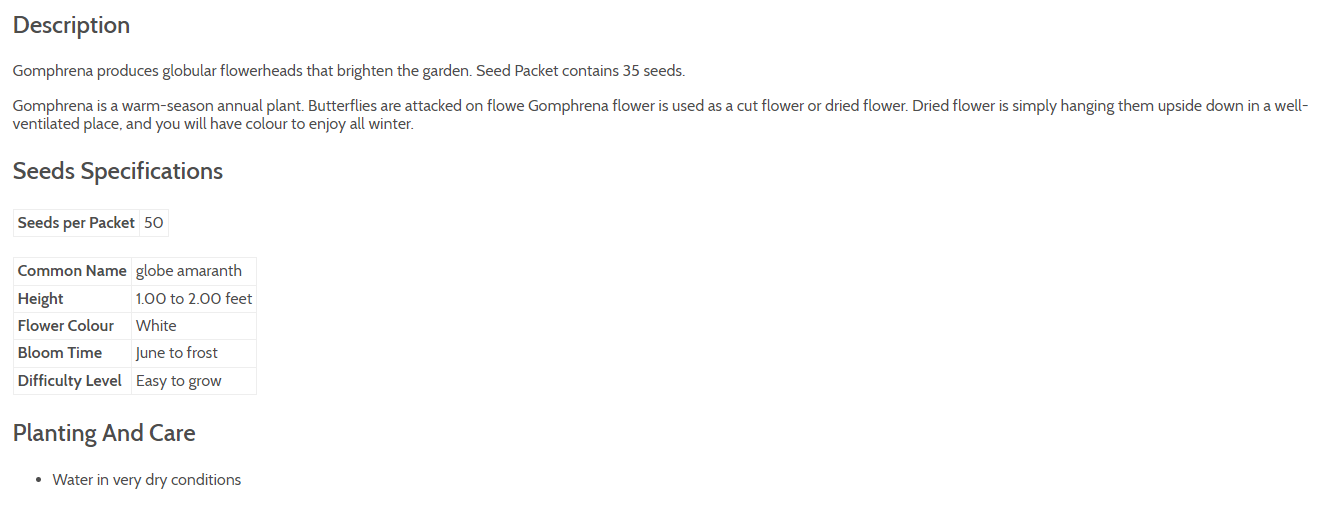 Description
Gomphrena produces globular flowerheads that brighten the garden. Seed Packet contains 35 seeds.
Gomphrena is a warm-season annual plant. Butterflies are attacked on flowe Gomphrena flower is used as a cut flower or dried flower. Dried flower is simply hanging them upside down in a well-
ventilated place, and you will have colour to enjoy all winter.
Seeds Specifications
Seeds per Packet 50
Common Name globe amaranth
Height 1.00 to 2.00 feet
Flower Colour White
Bloom Time June to frost
Difficulty Level Easy to grow
Planting And Care
• Water in very dry conditions